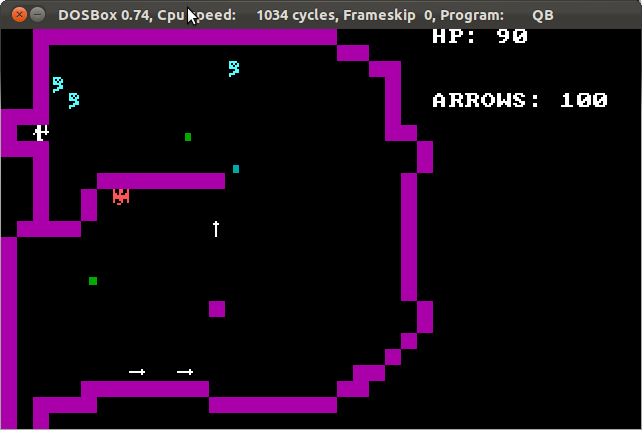 DOSBox 0.74, Cpu speed: 1034 cycles, Frameskip 0, Program: QB
HP: 90
ARROWS: 100